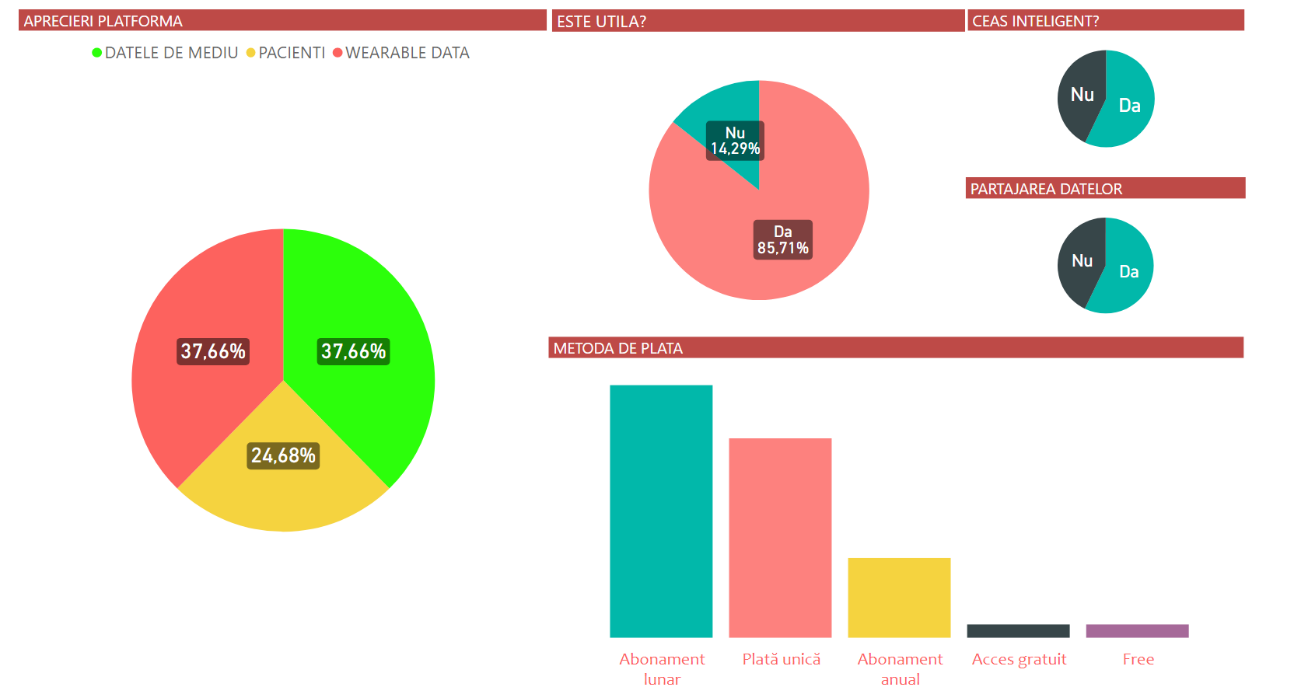 APRECIERI PLATFORMA
DATELE DE MEDIU PACIENTI WEARABLE DATA
37,66%
37,66%
24,68%
ESTE UTILA?
Nu
14,29%
Da
85,71%
CEAS INTELIGENT?
Nu
Da
PARTAJAREA DATELOR
Nu
Da
METODA DE PLATA
Abonament
lunar
Plată unică
Abonament
anual
Acces gratuit
Free